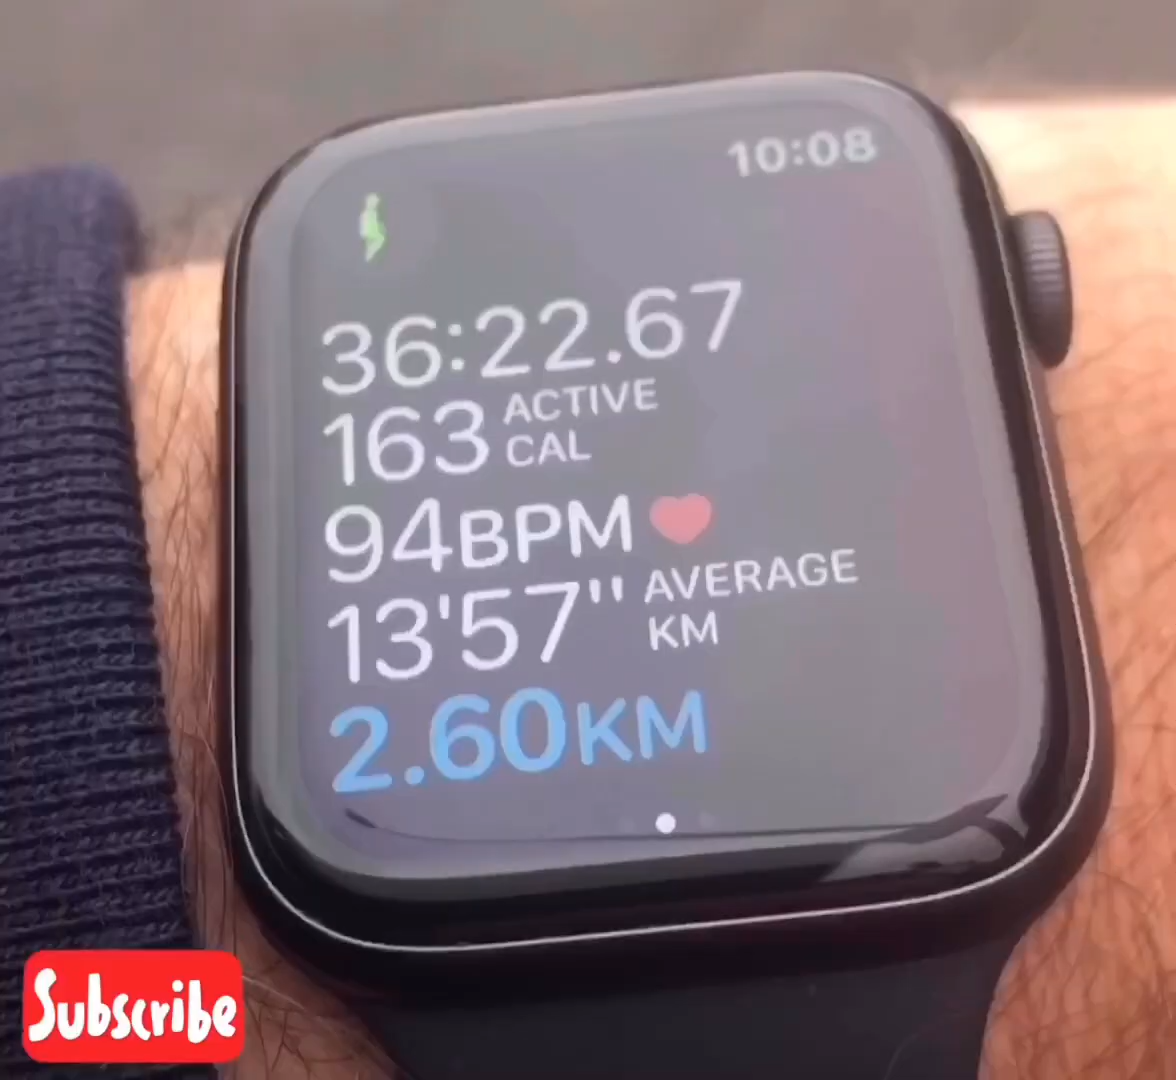 10:08
36:22.67
163 ACTIVE
CAL
94BPM
13'57" AVERAGE
KM
2.60KM
Subscribe